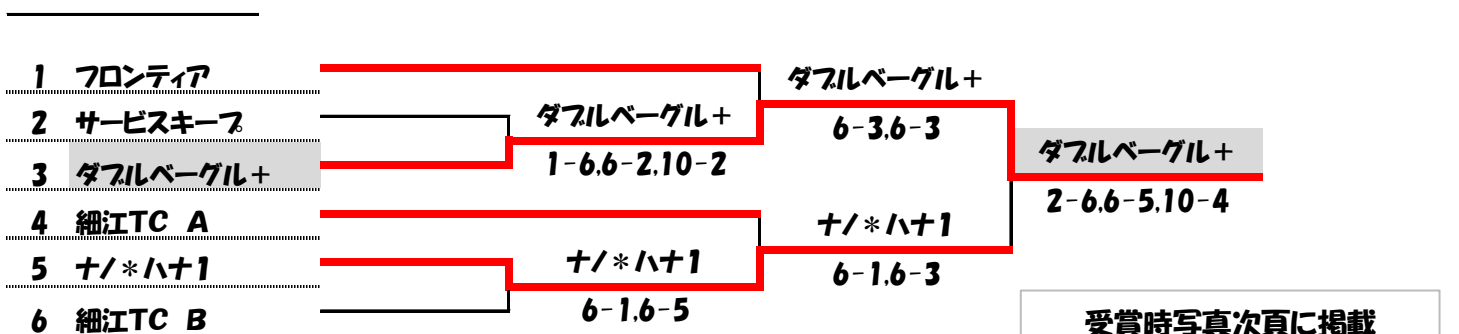 1 フロンティア
2 サービスキープ
3 ダブルベーグル+
4 細江TC A
5 ナノ*ハナ1
6 細江TC B
ダブルベーグル+
1-6,6-2,10-2
ナノ*ハナ1
6-1,6-5
ダブルベーグル+
6-3,6-3
ナノ*ハナ1
6-1,6-3
ダブルベーグル+
2-6,6-5,10-4
受賞時写真次頁に掲載